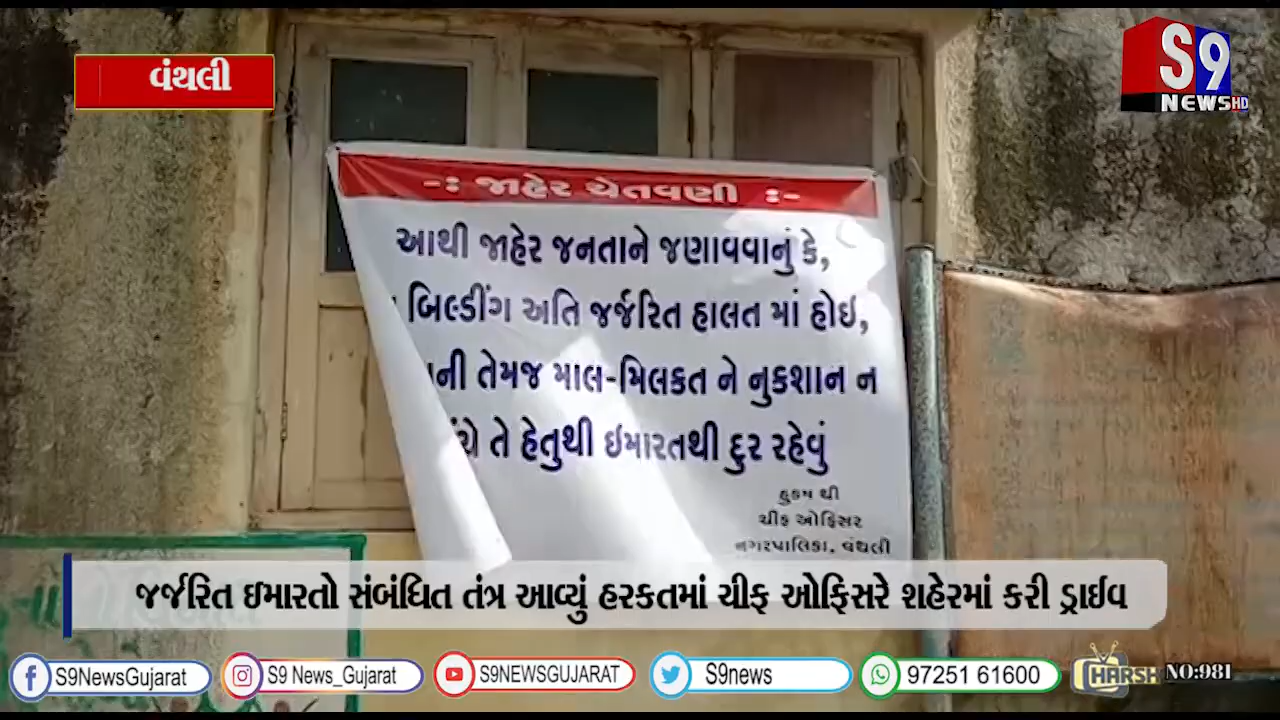 વંથલી
S9
NEWS HD
-: જાહેર ચેતવણી :-
આથી જાહેર જનતાને જણાવવાનું કે,
બિલ્ડીંગ અતિ જર્જરિત હાલત માં હોઇ,
તેમજ માલ-મિલકત ને નુકશાન ન
તે હેતુથી ઇમારતથી દુર રહેવું
હુકમ થી
ચીફ ઓફિસર
નગરપાલિકા, વંથલી
જર્જરિત ઇમારતો સંબંધિત તંત્ર આવ્યું હરકતમાં ચીફ ઓફિસરે શહેરમાં કરી ડ્રાઈવ
S9NewsGujarat S9 News_Gujarat S9NEWSGUJARAT S9news 97251 61600 CHARSH NO:981